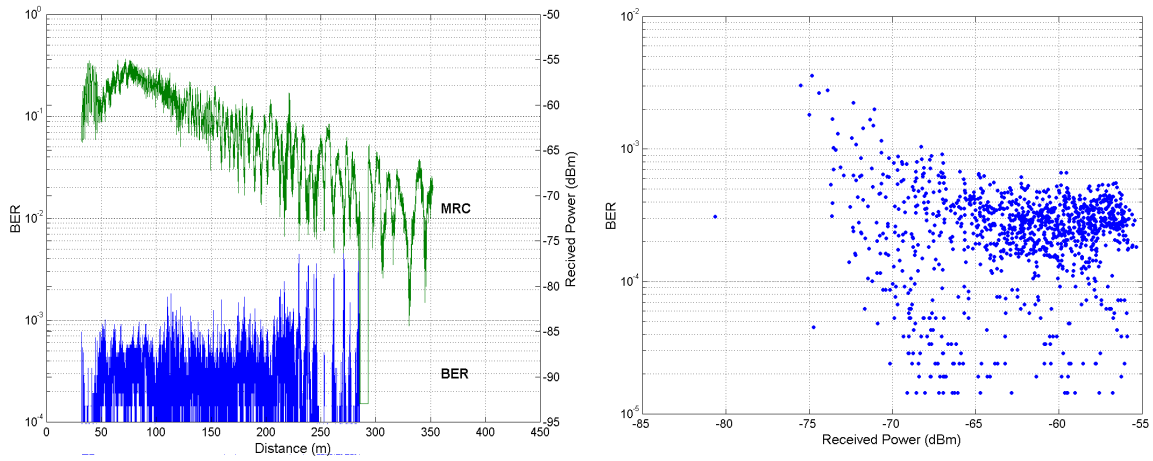 10^0
10^-1
10^-2
10^-3
10^-4
BER
0 50 100 150 200 250 300 350 400 450
Distance (m)
-50
-55
-60
-65
-70
-75
-80
-85
-90
-95
Recived Power (dBm)
MRC
BER
10^-2
10^-3
10^-4
10^-5
BER
-85 -80 -75 -70 -65 -60 -55
Received Power (dBm)